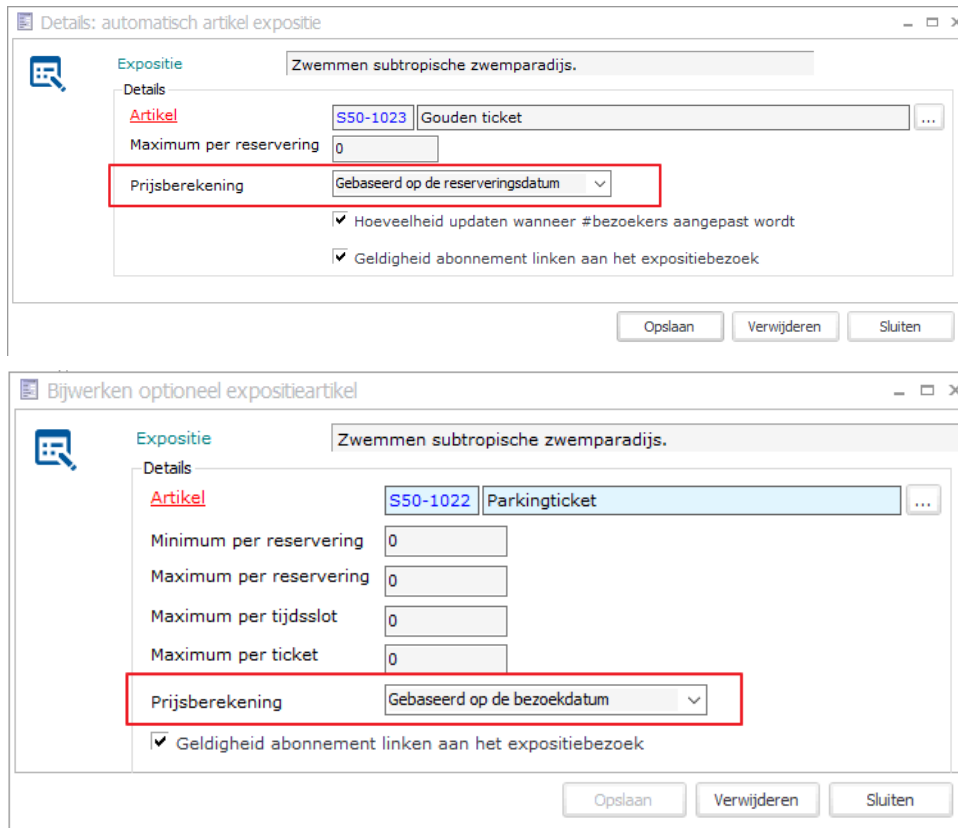 Details: automatisch artikel expositie
Expositie Zwemmen subtropische zwemparadijs.
Details
Artikel S50-1023 Gouden ticket ...
Maximum per reservering 0
Prijsberekening Gebaseerd op de reserveringsdatum
Hoeveelheid updaten wanneer #bezoekers aangepast wordt
Geldigheid abonnement linken aan het expositiebezoek
Opslaan Verwijderen Sluiten
Bijwerken optioneel expositieartikel
Expositie Zwemmen subtropische zwemparadijs.
Details
Artikel S50-1022 Parkingticket ...
Minimum per reservering 0
Maximum per reservering 0
Maximum per tijdsslot 0
Maximum per ticket 0
Prijsberekening Gebaseerd op de bezoekdatum
Geldigheid abonnement linken aan het expositiebezoek
Opslaan Verwijderen Sluiten